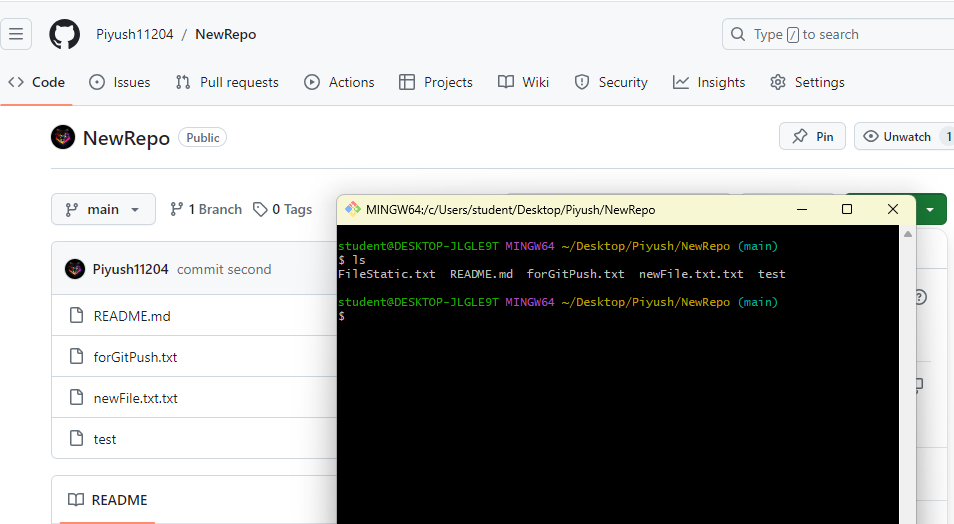 Piyush11204 / NewRepo
Type / to search
Code Issues Pull requests Actions Projects Wiki Security Insights Settings
NewRepo Public
Pin Unwatch 1
main 1 Branch 0 Tags
MINGW64:/c/Users/student/Desktop/Piyush/NewRepo
student@DESKTOP-JLGLE9T MINGW64 ~/Desktop/Piyush/NewRepo (main)
$ ls
FileStatic.txt README.md forGitPush.txt newFile.txt.txt test
student@DESKTOP-JLGLE9T MINGW64 ~/Desktop/Piyush/NewRepo (main)
$
Piyush11204 commit second
README.md
forGitPush.txt
newFile.txt.txt
test
README